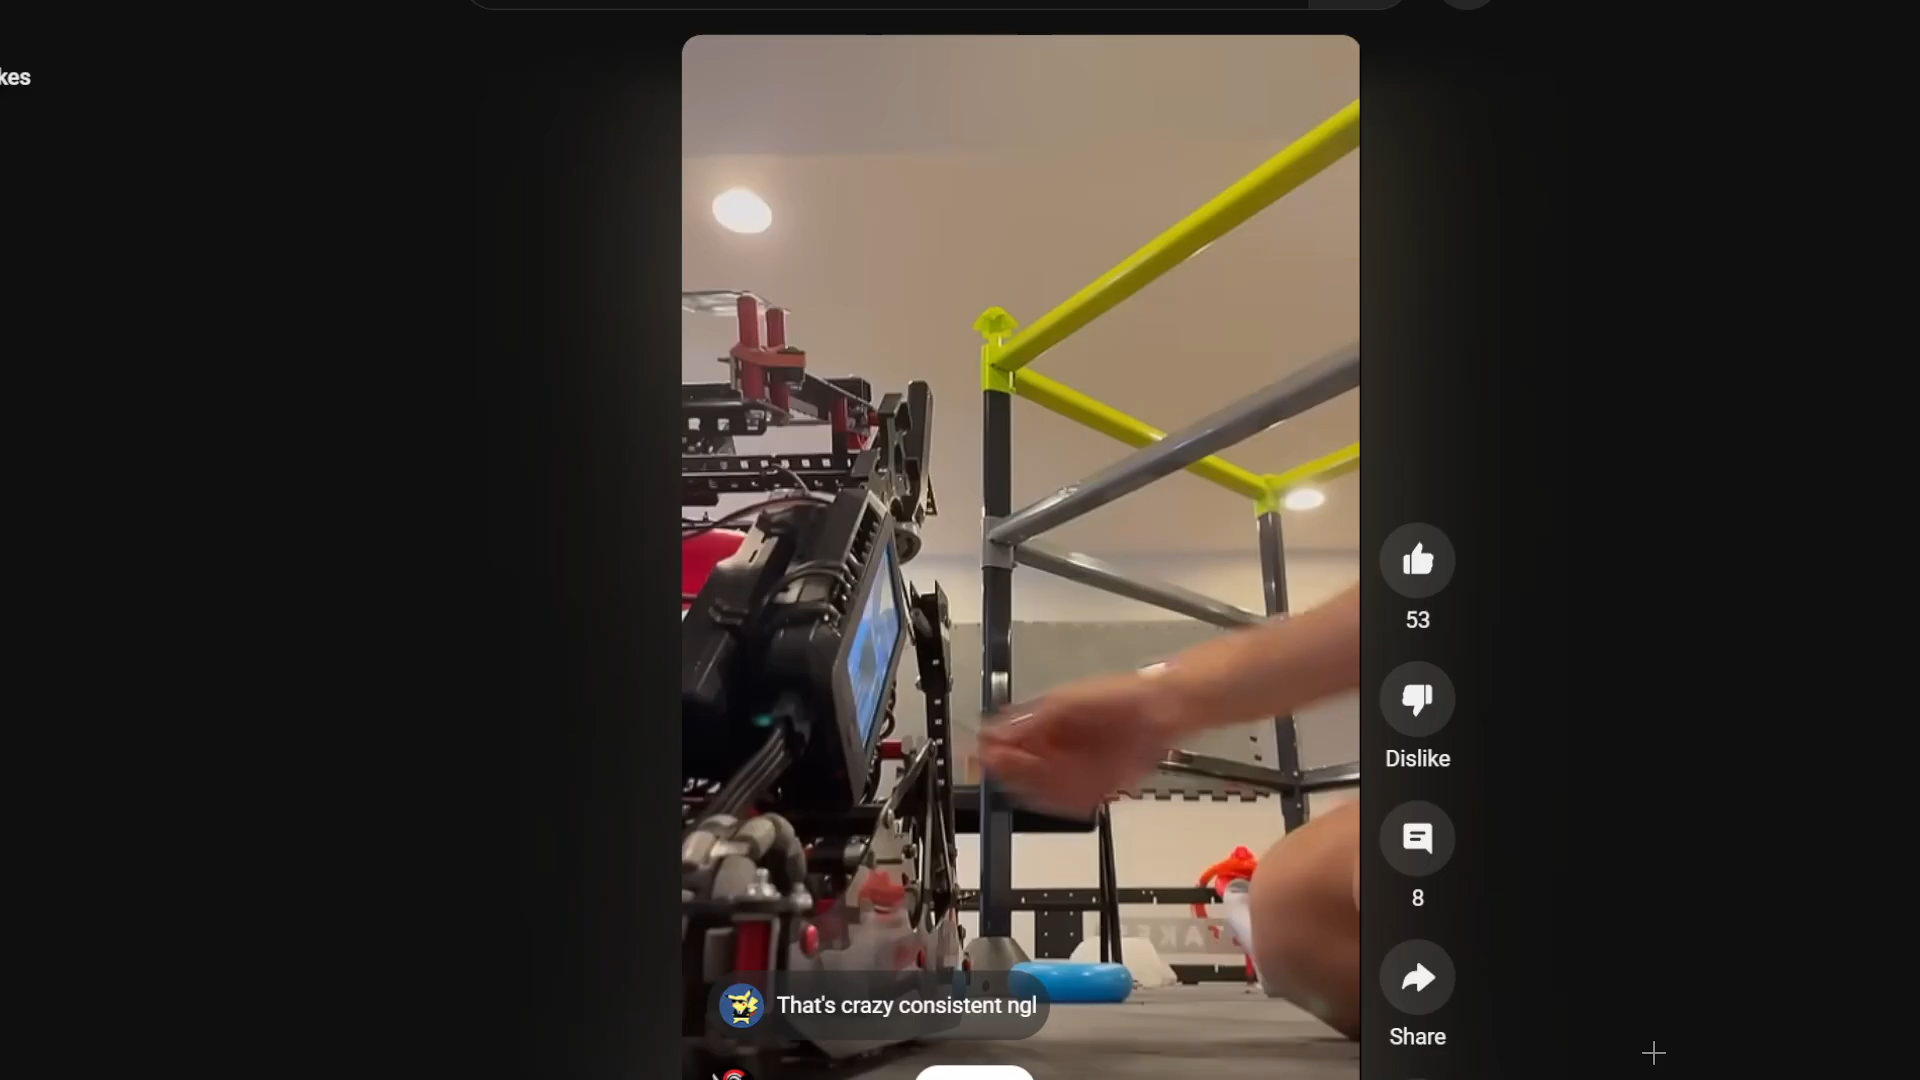 kes
53
Dislike
8
That's crazy consistent ngl
Share